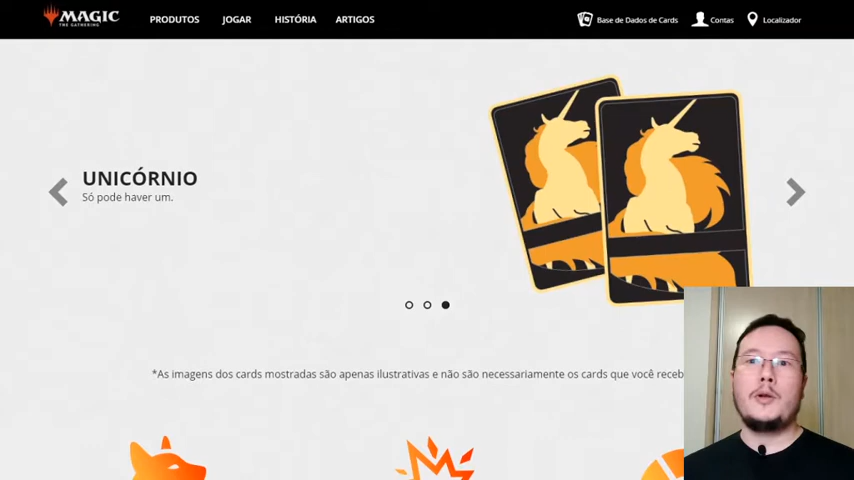 MAGIC
THE GATHERING
PRODUTOS JOGAR HISTÓRIA ARTIGOS
Base de Dados de Cards Contas Localizador
UNICÓRNIO
Só pode haver um.
*As imagens dos cards mostradas são apenas ilustrativas e não são necessariamente os cards que você